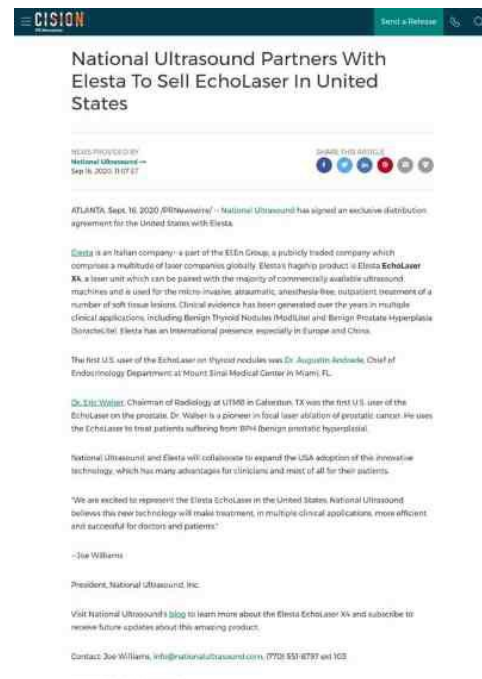 CISION
PR Newswire
Send a Release
National Ultrasound Partners With
Elesta To Sell EchoLaser In United
States
NEWS PROVIDED BY
National Ultrasound →
Sep 16, 2020, 11:07 ET
SHARE THIS ARTICLE
ATLANTA, Sept. 16, 2020 /PRNewswire/ -- National Ultrasound has signed an exclusive distribution
agreement for the United States with Elesta.
Elesta is an Italian company- a part of the El.En Group, a publicly traded company which
comprises a multitude of laser companies globally. Elesta's flagship product is Elesta EchoLaser
X4, a laser unit which can be paired with the majority of commercially available ultrasound
machines and is used for the micro-invasive, atraumatic, anesthesia-free, outpatient treatment of a
number of soft tissue lesions. Clinical evidence has been generated over the years in multiple
clinical applications, including Benign Thyroid Nodules (ModiLite) and Benign Prostate Hyperplasia
(SoracteLite). Elesta has an International presence, especially in Europe and China.
The first U.S. user of the EchoLaser on thyroid nodules was Dr. Augustin Andrade, Chief of
Endocrinology Department at Mount Sinai Medical Center in Miami, FL.
Dr. Eric Walser, Chairman of Radiology at UTMB in Galveston, TX was the first U.S. user of the
EchoLaser on the prostate. Dr. Walser is a pioneer in focal laser ablation of prostatic cancer. He uses
the EchoLaser to treat patients suffering from BPH (benign prostatic hyperplasia).
National Ultrasound and Elesta will collaborate to expand the USA adoption of this innovative
technology, which has many advantages for clinicians and most of all for their patients.
"We are excited to represent the Elesta EchoLaser in the United States. National Ultrasound
believes this new technology will make treatment, in multiple clinical applications, more efficient
and successful for doctors and patients."
--Joe Williams
President, National Ultrasound, Inc.
Visit National Ultrasound's blog to learn more about the Elesta EchoLaser X4 and subscribe to
receive future updates about this amazing product.
Contact: Joe Williams, info@nationalultrasound.com, (770) 551-8797 ext 103